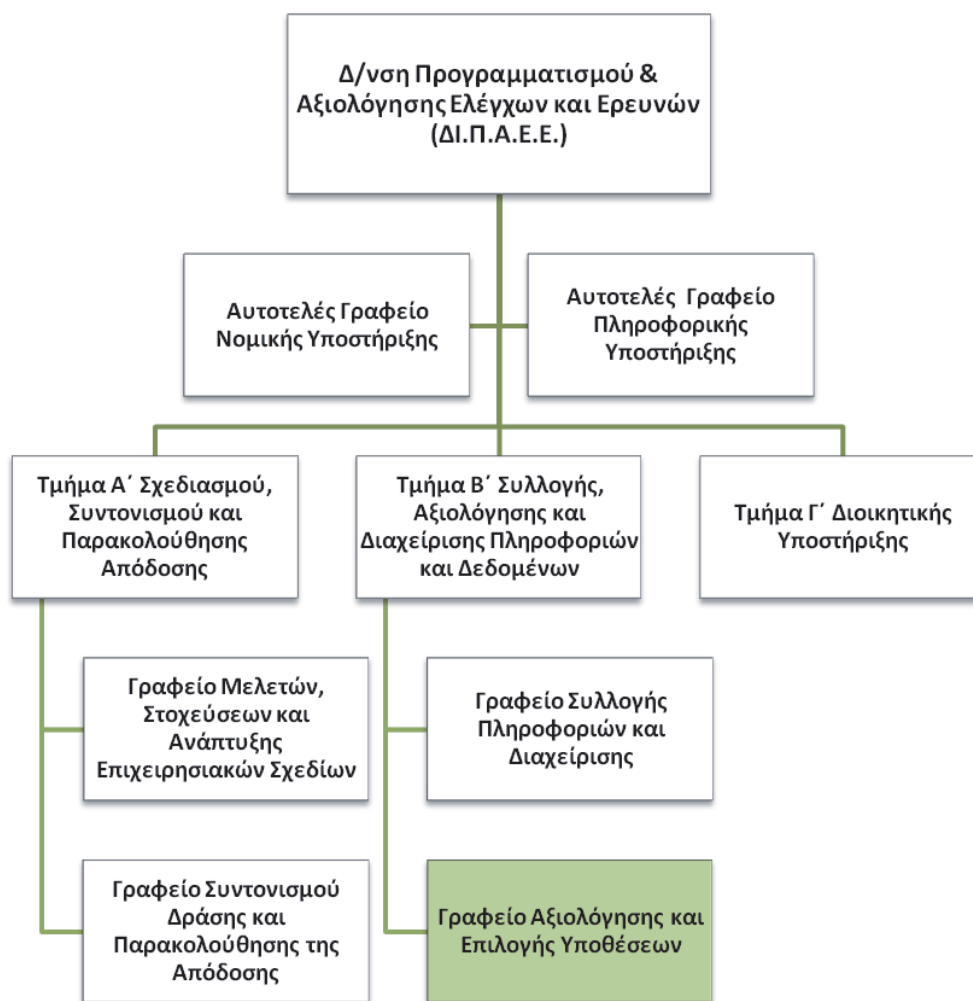 Δ/νση Προγραμματισμού &
Αξιολόγησης Ελέγχων και Ερευνών
(ΔΙ.Π.Α.Ε.Ε.)
Αυτοτελές Γραφείο
Νομικής Υποστήριξης
Αυτοτελές Γραφείο
Πληροφορικής
Υποστήριξης
Τμήμα Α΄ Σχεδιασμού,
Συντονισμού και
Παρακολούθησης
Απόδοσης
Τμήμα Β΄ Συλλογής,
Αξιολόγησης και
Διαχείρισης Πληροφοριών
και Δεδομένων
Τμήμα Γ΄ Διοικητικής
Υποστήριξης
Γραφείο Μελετών,
Στοχεύσεων και
Ανάπτυξης
Επιχειρησιακών Σχεδίων
Γραφείο Συλλογής
Πληροφοριών και
Διαχείρισης
Γραφείο Συντονισμού
Δράσης και
Παρακολούθησης της
Απόδοσης
Γραφείο Αξιολόγησης και
Επιλογής Υποθέσεων